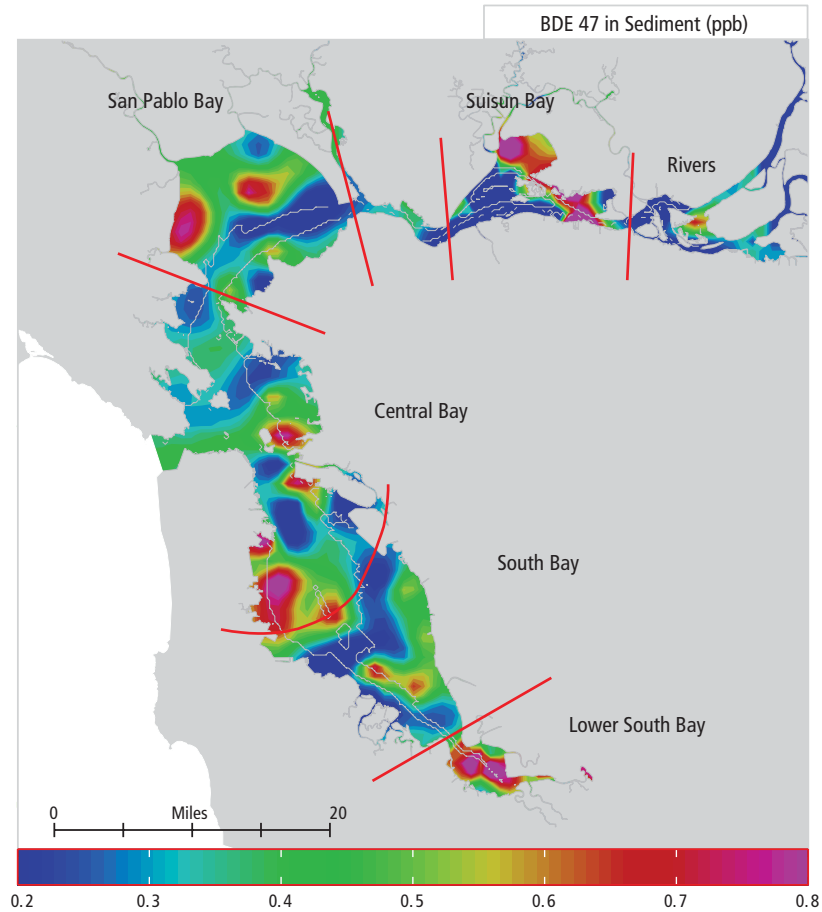 BDE 47 in Sediment (ppb)
San Pablo Bay
Suisun Bay
Rivers
Central Bay
South Bay
Lower South Bay
0 Miles 20
0.2 0.3 0.4 0.5 0.6 0.7 0.8